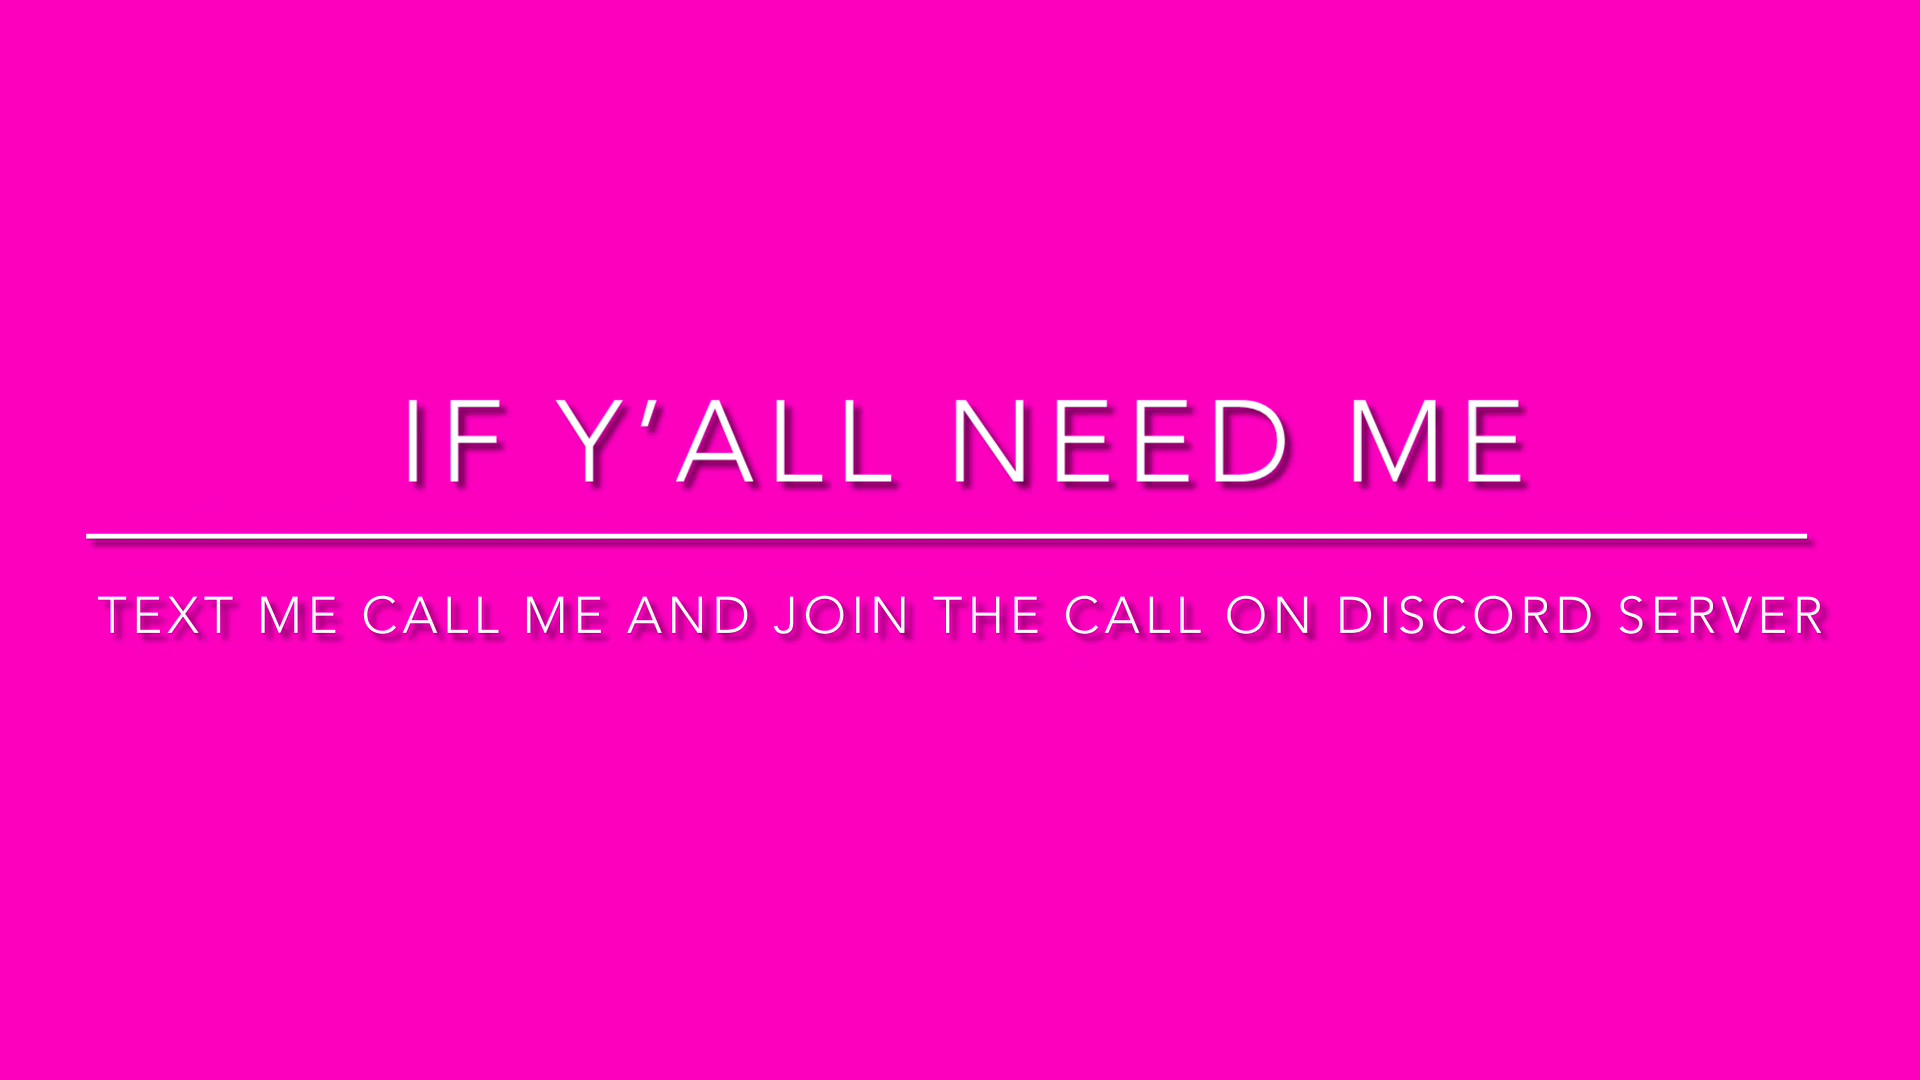 IF Y’ALL NEED ME
TEXT ME CALL ME AND JOIN THE CALL ON DISCORD SERVER